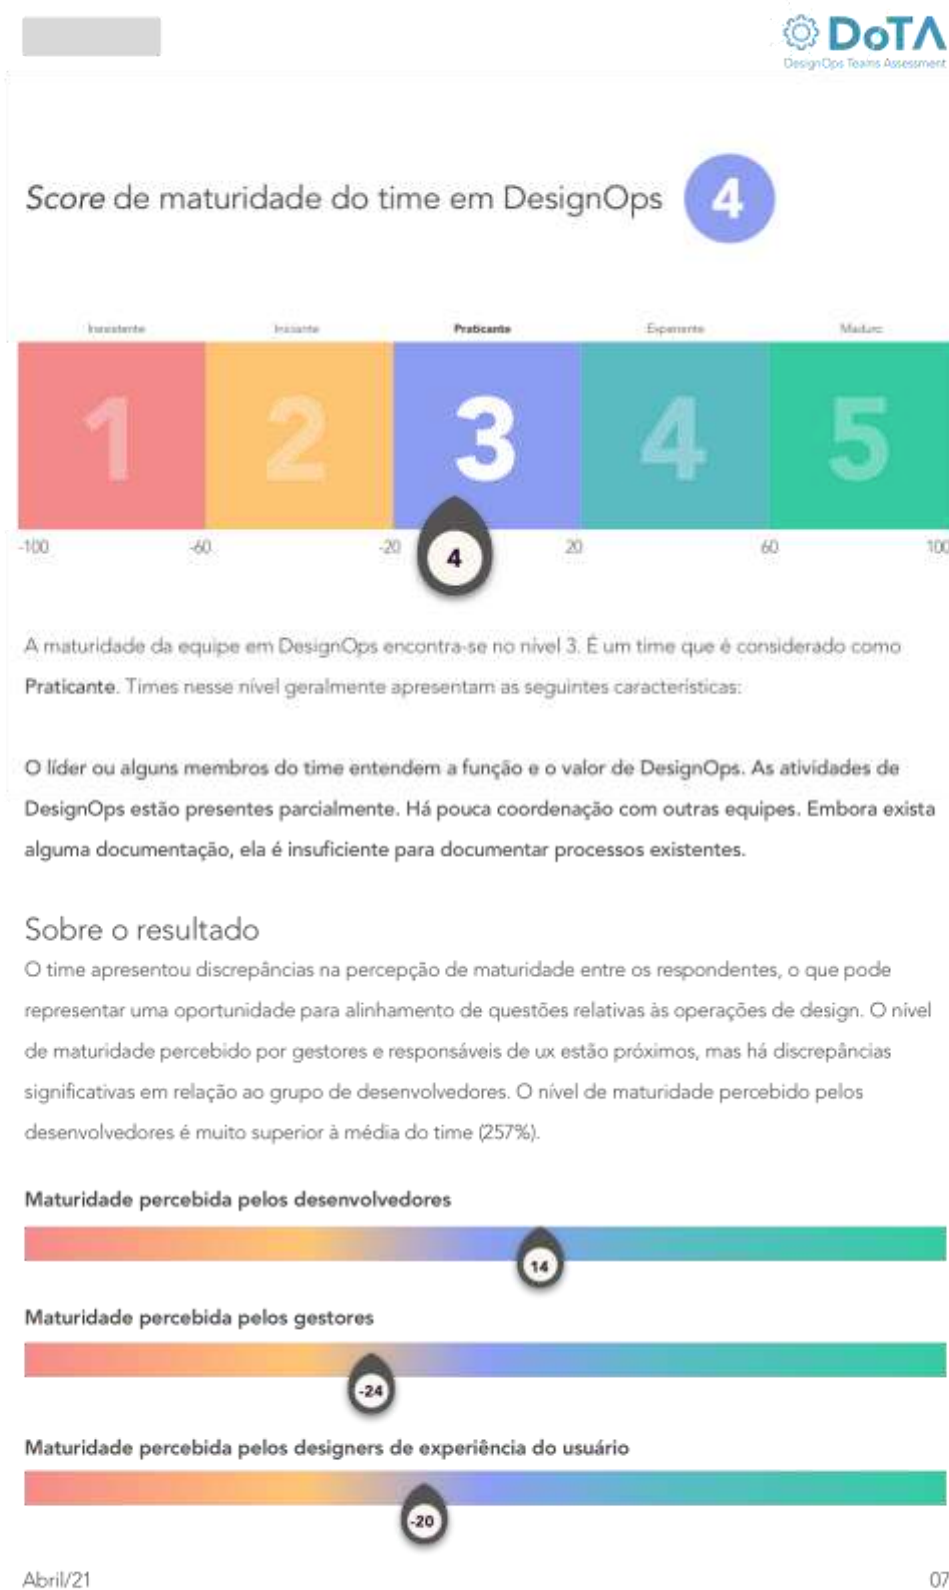 DoTA
DesignOps Teams Assessment
Score de maturidade do time em DesignOps 4
Inexistente Iniciante Praticante Experiente Maduro
1 2 3 4 5
-100 -60 -20 4 20 60 100
A maturidade da equipe em DesignOps encontra-se no nível 3. É um time que é considerado como
Praticante. Times nesse nível geralmente apresentam as seguintes características:
O líder ou alguns membros do time entendem a função e o valor de DesignOps. As atividades de
DesignOps estão presentes parcialmente. Há pouca coordenação com outras equipes. Embora exista
alguma documentação, ela é insuficiente para documentar processos existentes.
Sobre o resultado
O time apresentou discrepâncias na percepção de maturidade entre os respondentes, o que pode
representar uma oportunidade para alinhamento de questões relativas às operações de design. O nível
de maturidade percebido por gestores e responsáveis de ux estão próximos, mas há discrepâncias
significativas em relação ao grupo de desenvolvedores. O nível de maturidade percebido pelos
desenvolvedores é muito superior à média do time (257%).
Maturidade percebida pelos desenvolvedores
14
Maturidade percebida pelos gestores
-24
Maturidade percebida pelos designers de experiência do usuário
-20
Abril/21 07